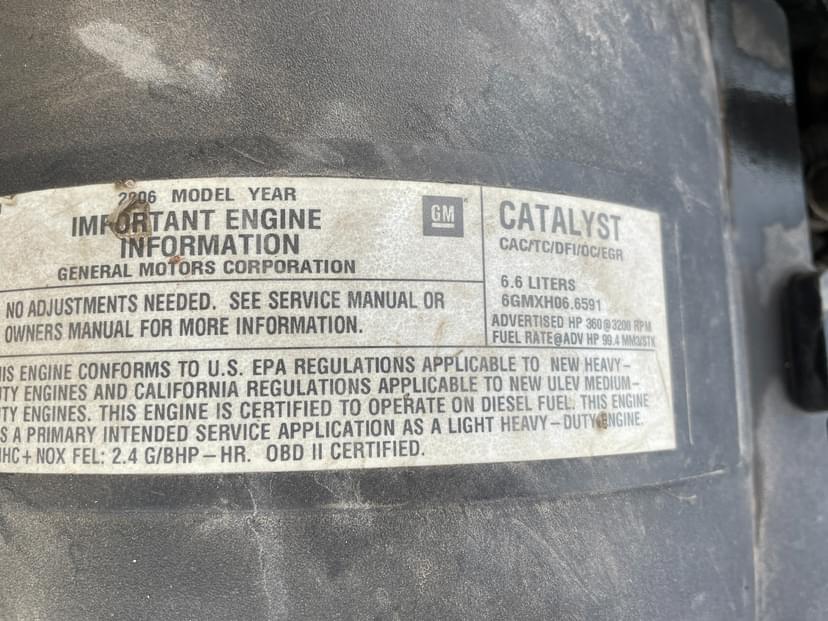 2006 MODEL YEAR
IMPORTANT ENGINE
INFORMATION
GENERAL MOTORS CORPORATION
GM
CATALYST
CAC/TC/DFI/OC/EGR
6.6 LITERS
6GMXH06.6591
ADVERTISED HP 360@3200 RPM
FUEL RATE@ADV HP 99.4 MM3/STK
NO ADJUSTMENTS NEEDED. SEE SERVICE MANUAL OR
OWNERS MANUAL FOR MORE INFORMATION.
IS ENGINE CONFORMS TO U.S. EPA REGULATIONS APPLICABLE TO NEW HEAVY-
TY ENGINES AND CALIFORNIA REGULATIONS APPLICABLE TO NEW ULEV MEDIUM-
TY ENGINES. THIS ENGINE IS CERTIFIED TO OPERATE ON DIESEL FUEL. THIS ENGINE
S A PRIMARY INTENDED SERVICE APPLICATION AS A LIGHT HEAVY-DUTY ENGINE.
HC+NOX FEL: 2.4 G/BHP-HR. OBD II CERTIFIED.